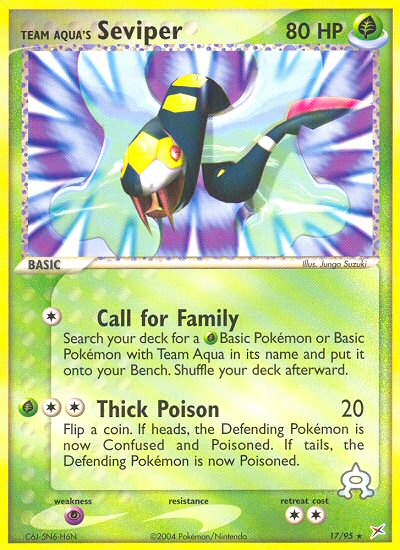 TEAM AQUA'S Seviper 80 HP
BASIC
Illus. Jungo Suzuki
Call for Family
Search your deck for a Basic Pokémon or Basic
Pokémon with Team Aqua in its name and put it
onto your Bench. Shuffle your deck afterward.
Thick Poison 20
Flip a coin. If heads, the Defending Pokémon is
now Confused and Poisoned. If tails, the
Defending Pokémon is now Poisoned.
weakness resistance retreat cost
C61-5N6-H6N ©2004 Pokémon/Nintendo 17/95 ★